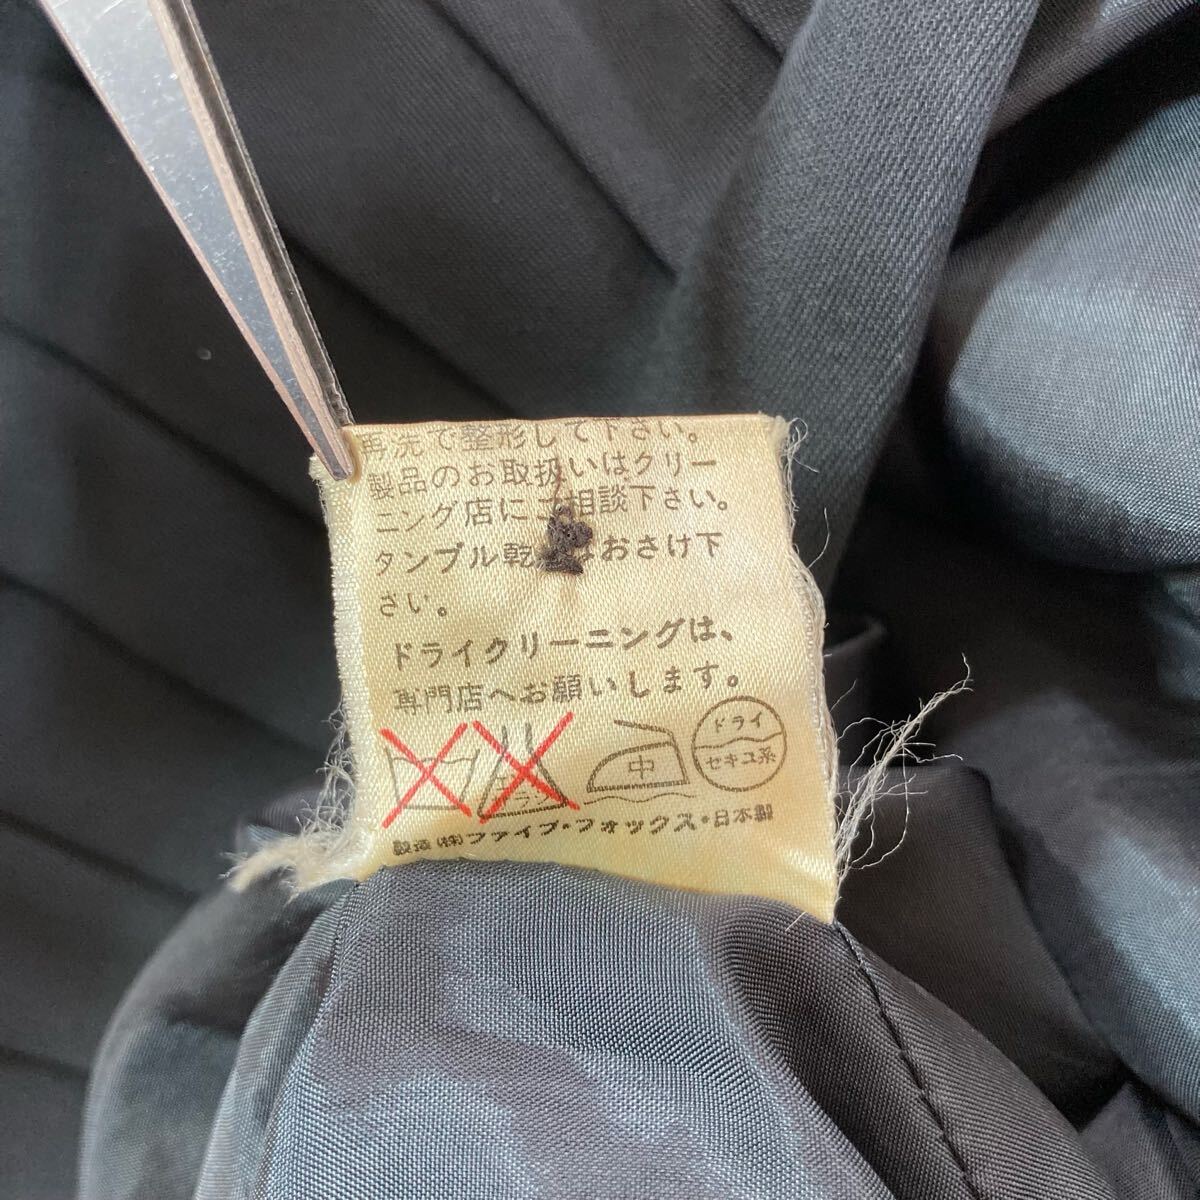 再洗で整形して下さい。
製品のお取扱いはクリー
ニング店にご相談下さい。
タンブル乾 おさけ下
さい。
ドライクリーニングは、
専門店へお願いします。
中
ドライ
セキユ系
製造(株)ファイブ・フォックス・日本製